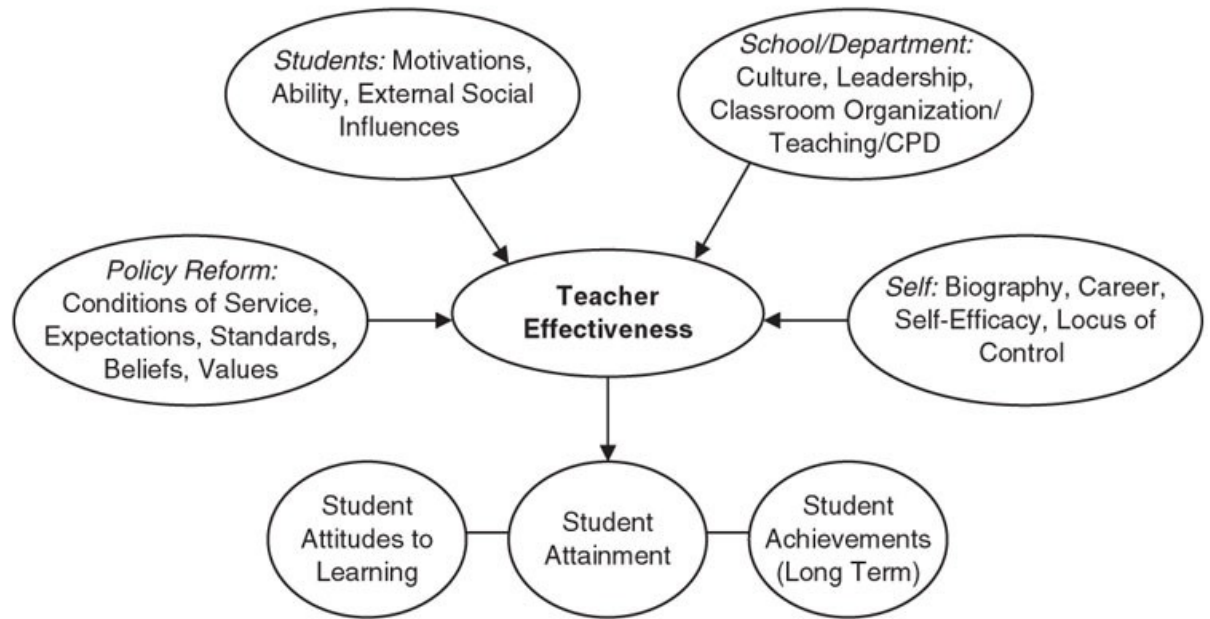 Students: Motivations,
Ability, External Social
Influences
School/Department:
Culture, Leadership,
Classroom Organization/
Teaching/CPD
Policy Reform:
Conditions of Service,
Expectations, Standards,
Beliefs, Values
Teacher
Effectiveness
Self: Biography, Career,
Self-Efficacy, Locus of
Control
Student
Attitudes to
Learning
Student
Attainment
Student
Achievements
(Long Term)